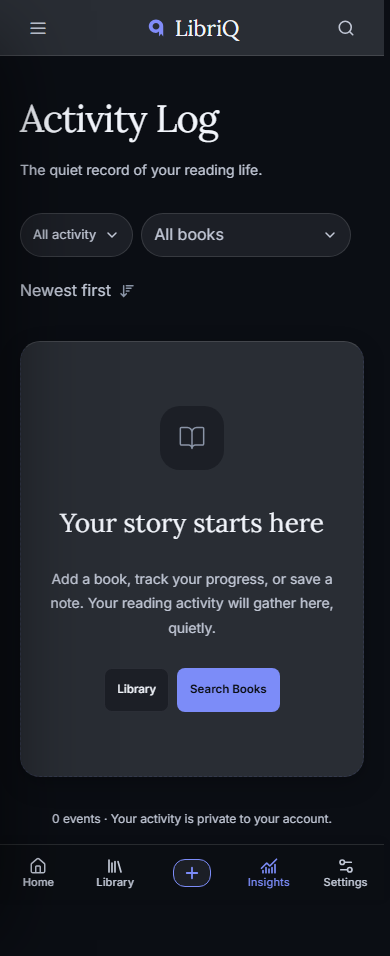 LibriQ
Activity Log
The quiet record of your reading life.
All activity
All books
Newest first
Your story starts here
Add a book, track your progress, or save a
note. Your reading activity will gather here,
quietly.
Library
Search Books
0 events · Your activity is private to your account.
Home
Library
Insights
Settings